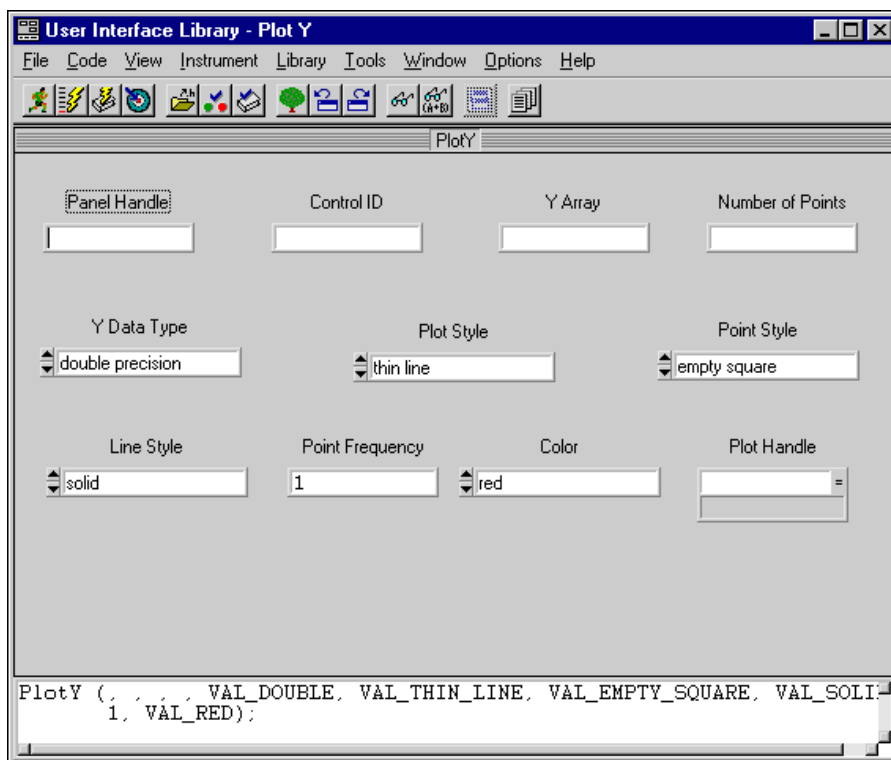 User Interface Library - Plot Y
File Code View Instrument Library Tools Window Options Help
PlotY
Panel Handle Control ID Y Array Number of Points
Y Data Type Plot Style Point Style
double precision thin line empty square
Line Style Point Frequency Color Plot Handle
solid 1 red =
PlotY (, , , , VAL_DOUBLE, VAL_THIN_LINE, VAL_EMPTY_SQUARE,
1, VAL_RED);